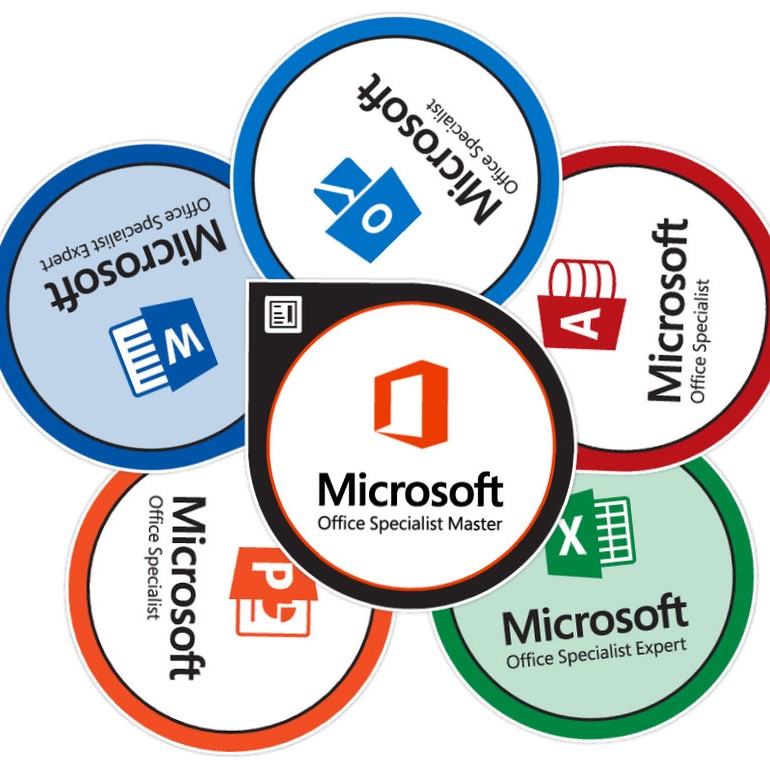 Microsoft
Office Specialist
O
Microsoft
Office Specialist Expert
W
A
Microsoft
Office Specialist
Microsoft
Office Specialist Master
Microsoft
Office Specialist
P
X
Microsoft
Office Specialist Expert